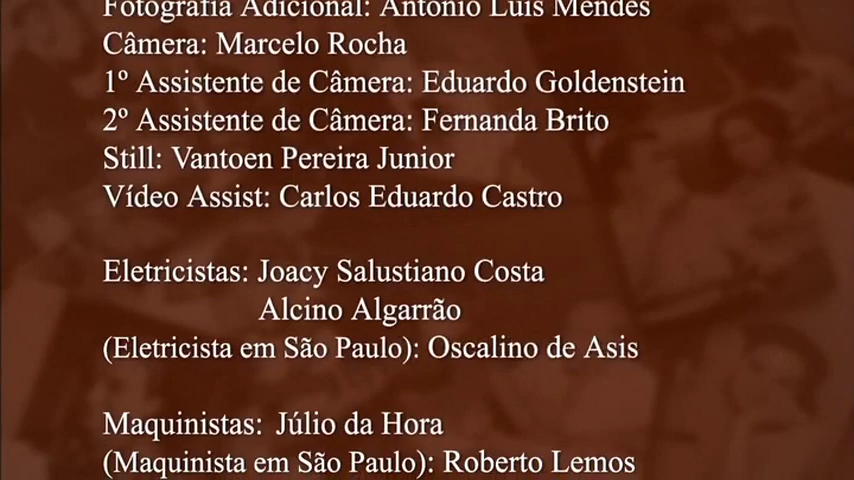 Fotografia Adicional: Antônio Luis Mendes
Câmera: Marcelo Rocha
1º Assistente de Câmera: Eduardo Goldenstein
2º Assistente de Câmera: Fernanda Brito
Still: Vantoen Pereira Junior
Vídeo Assist: Carlos Eduardo Castro
Eletricistas: Joacy Salustiano Costa
Alcino Algarrão
(Eletricista em São Paulo): Oscalino de Asis
Maquinistas: Júlio da Hora
(Maquinista em São Paulo): Roberto Lemos